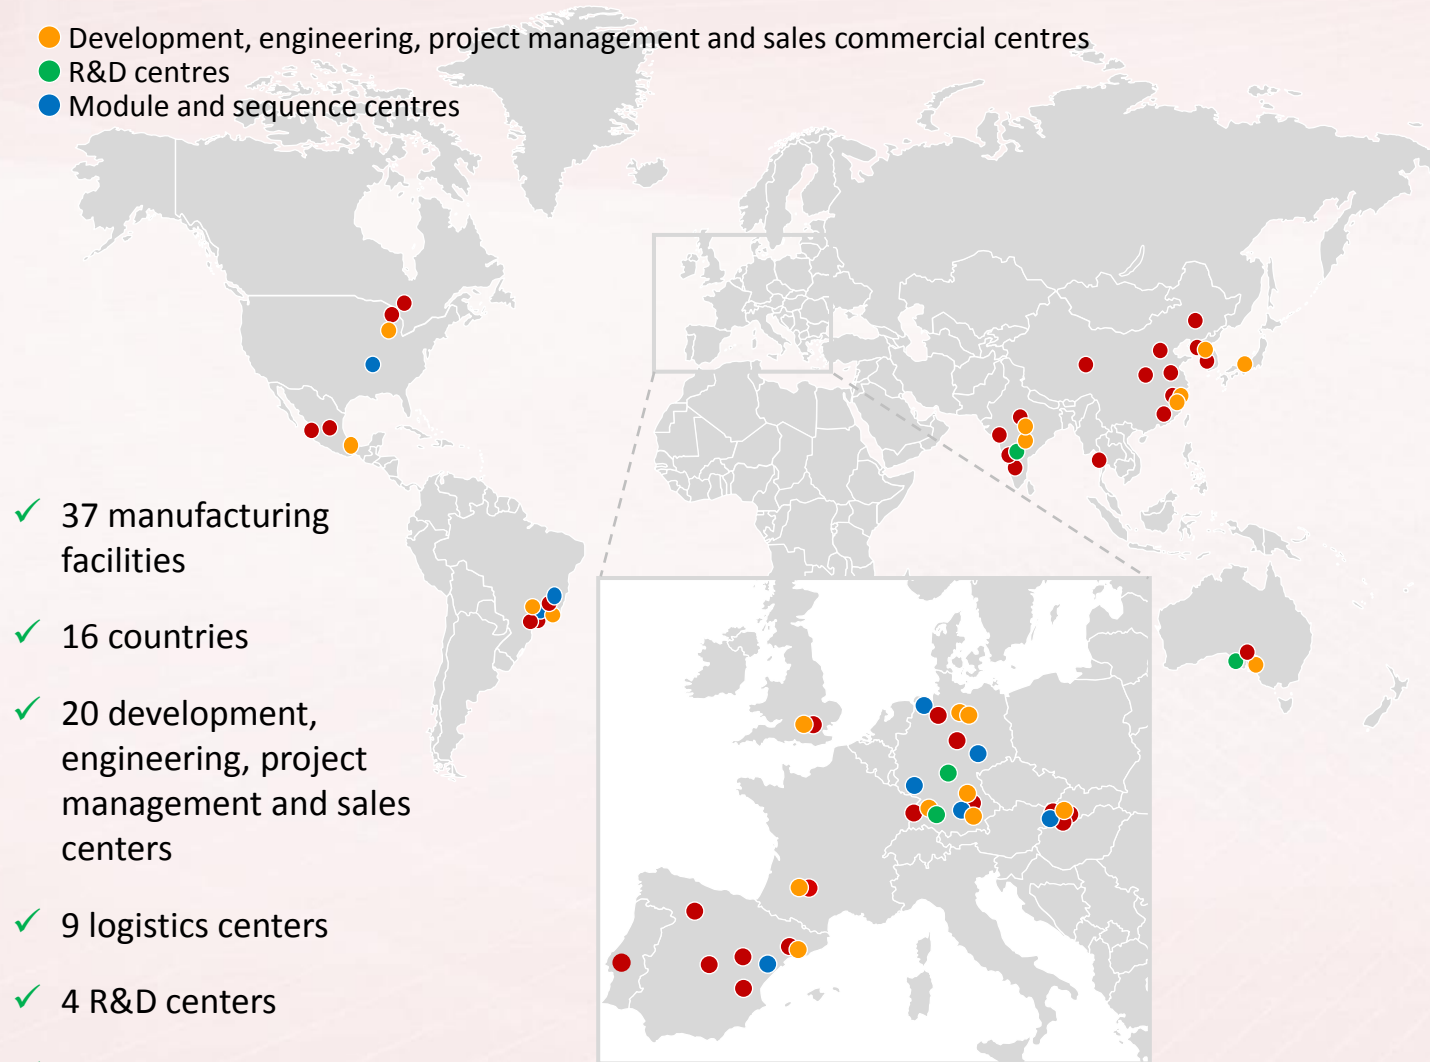 Development, engineering, project management and sales commercial centres
R&D centres
Module and sequence centres
✓ 37 manufacturing
facilities
✓ 16 countries
✓ 20 development,
engineering, project
management and sales
centers
✓ 9 logistics centers
✓ 4 R&D centers